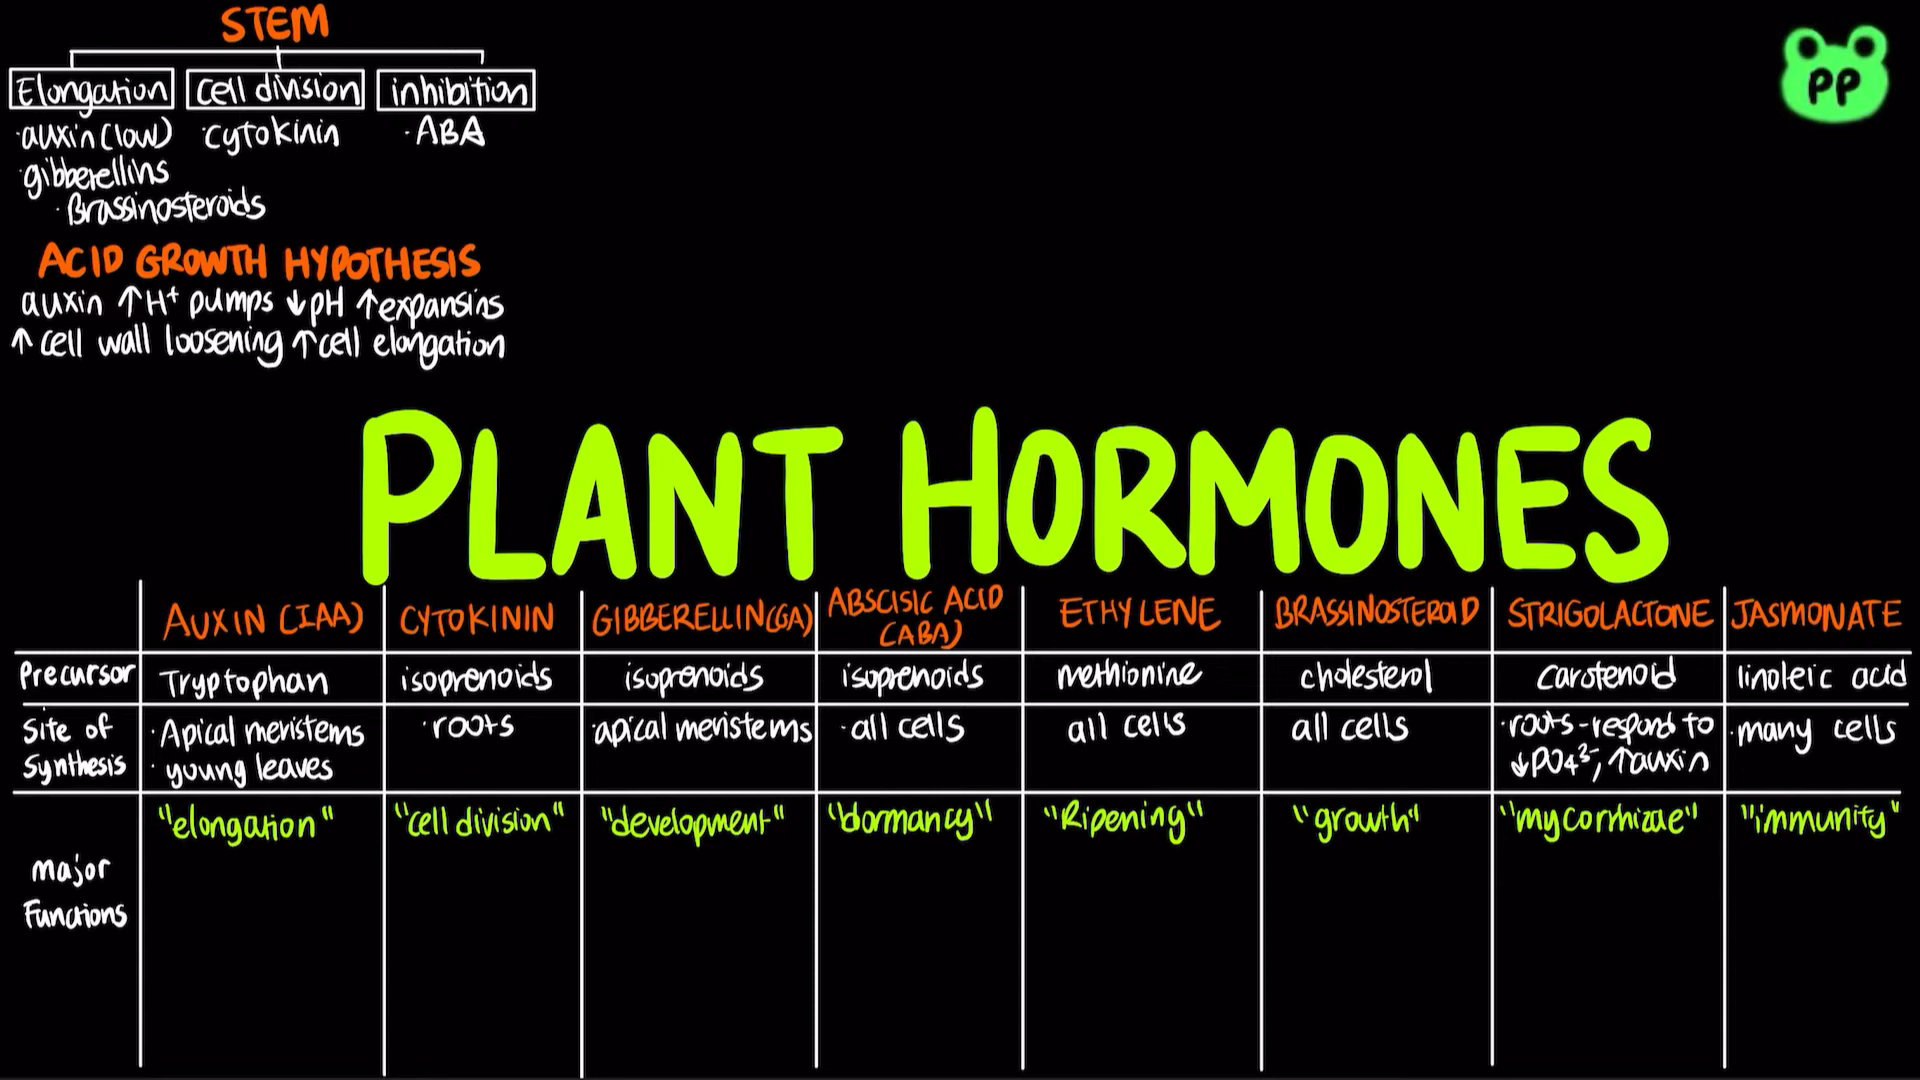 STEM
Elongation cell division inhibition
·auxin(low) ·cytokinin ·ABA
·gibberellins
·Brassinosteroids
ACID GROWTH HYPOTHESIS
auxin ↑H⁺ pumps ↓pH ↑expansins
↑cell wall loosening ↑cell elongation
PP
PLANT HORMONES
AUXIN (IAA) CYTOKININ GIBBERELLIN(GA) ABSCISIC ACID (ABA) ETHYLENE BRASSINOSTEROID STRIGOLACTONE JASMONATE
Precursor Tryptophan isoprenoids isoprenoids isoprenoids methionine cholesterol carotenoid linoleic acid
Site of Synthesis ·Apical meristems ·young leaves ·roots ·apical meristems ·all cells all cells all cells ·roots-respond to ↓PO₄³⁻, ↑auxin ·many cells
Major Functions "elongation" "cell division" "development" "dormancy" "Ripening" "growth" "mycorrhizae" "immunity"